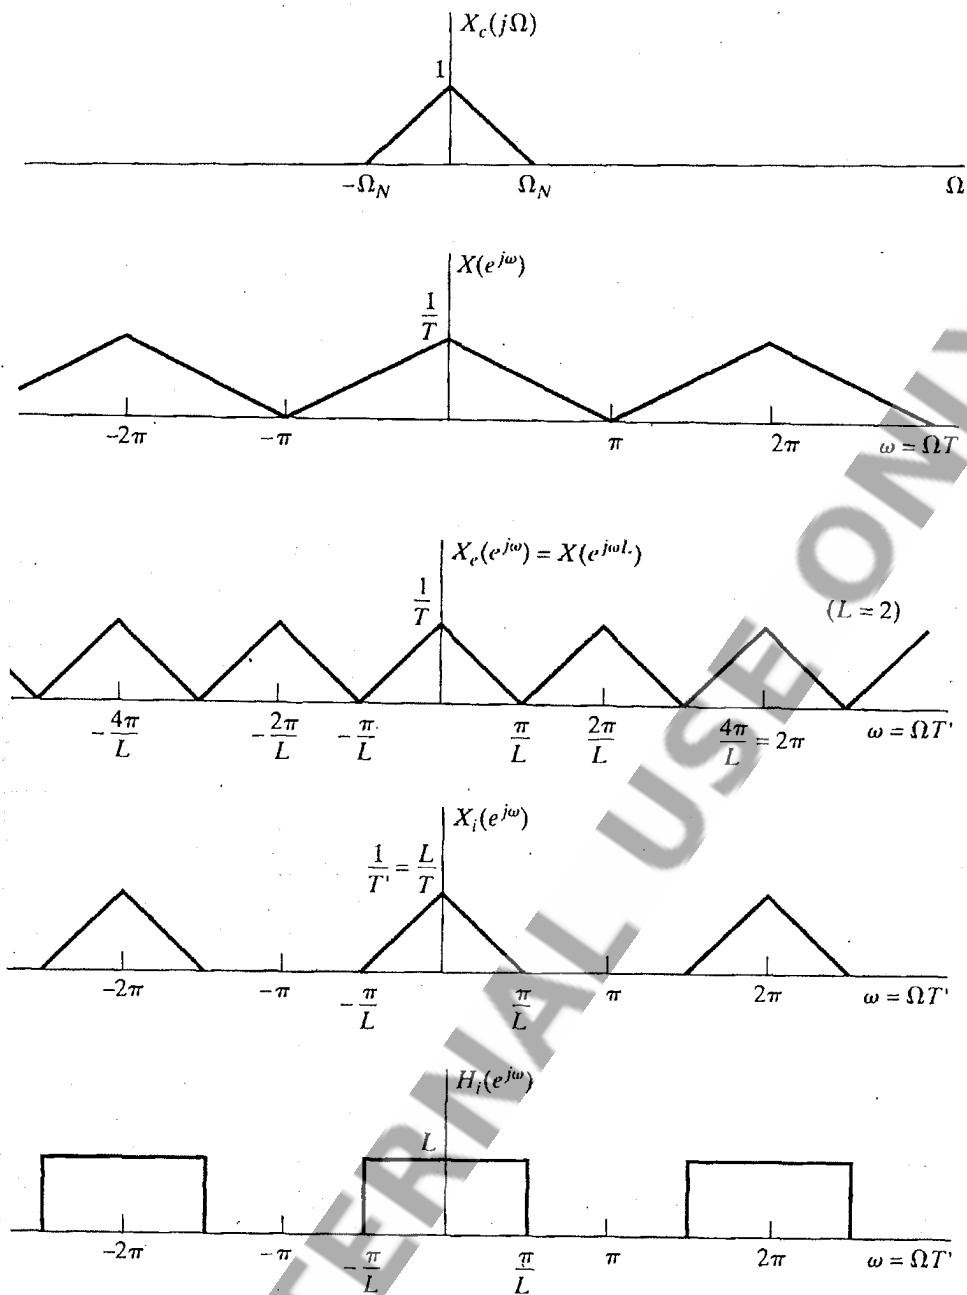 X_c(jΩ)
1
-Ω_N Ω_N Ω
X(e^{jω})
1/T
-2π -π π 2π ω = ΩT
X_e(e^{jω}) = X(e^{jωL})
1/T (L = 2)
-4π/L -2π/L -π/L π/L 2π/L 4π/L = 2π ω = ΩT'
X_i(e^{jω})
1/T' = L/T
-2π -π -π/L π/L π 2π ω = ΩT'
H_i(e^{jω})
L
-2π -π -π/L π/L π 2π ω = ΩT'